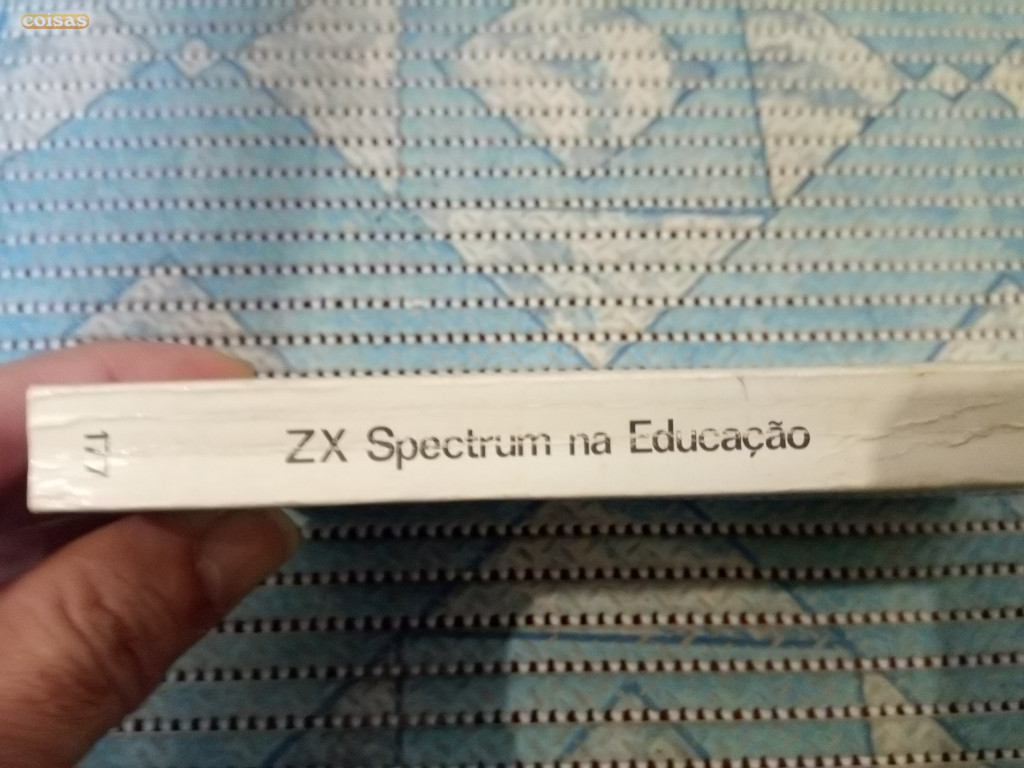 coisas
177
ZX Spectrum na Educação